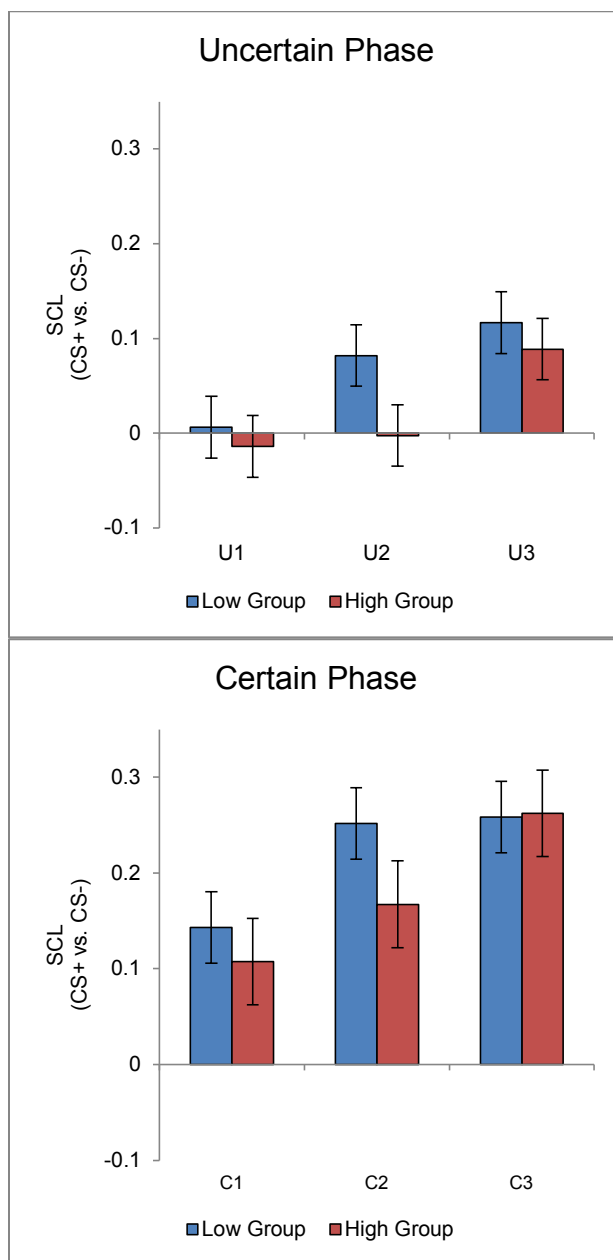 Uncertain Phase
0.3
0.2
0.1
0
-0.1
SCL
(CS+ vs. CS-)
U1 U2 U3
Low Group High Group
Certain Phase
0.3
0.2
0.1
0
-0.1
SCL
(CS+ vs. CS-)
C1 C2 C3
Low Group High Group